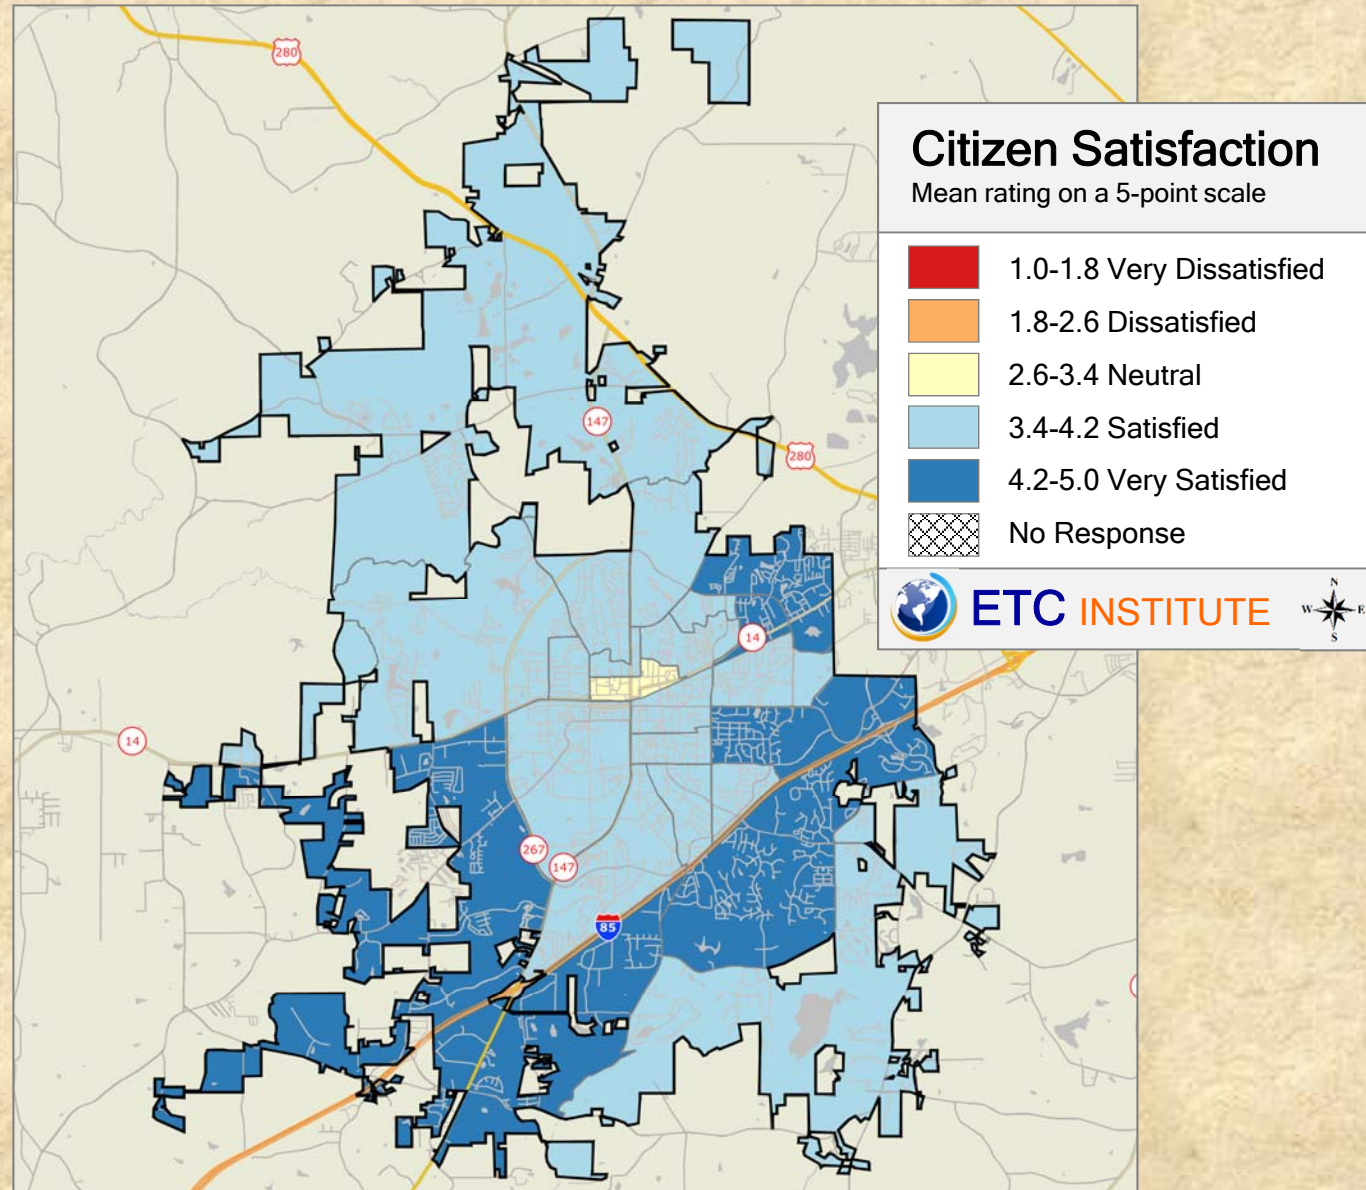 280
Citizen Satisfaction
Mean rating on a 5-point scale
1.0-1.8 Very Dissatisfied
1.8-2.6 Dissatisfied
2.6-3.4 Neutral
3.4-4.2 Satisfied
4.2-5.0 Very Satisfied
No Response
ETC INSTITUTE
N
W E
S
147
280
14
14
267
147
85